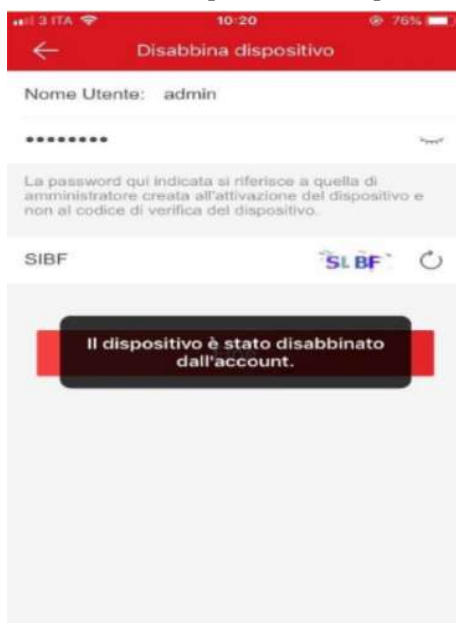 3 ITA 10:20 76%
Disabbina dispositivo
Nome Utente: admin
••••••••
La password qui indicata si riferisce a quella di
amministratore creata all'attivazione del dispositivo e
non al codice di verifica del dispositivo.
SIBF SLBF
Il dispositivo è stato disabbinato
dall'account.